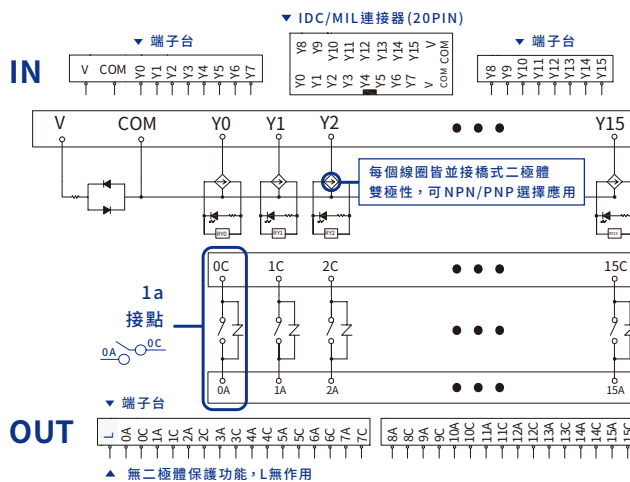 ▼ IDC/MIL連接器(20PIN)
▼ 端子台
▼ 端子台
IN
V COM Y0 Y1 Y2 Y3 Y4 Y5 Y6 Y7
Y8 Y9 Y10 Y11 Y12 Y13 Y14 Y15 V COM
Y0 Y1 Y2 Y3 Y4 Y5 Y6 Y7 V COM
Y8 Y9 Y10 Y11 Y12 Y13 Y14 Y15
V COM Y0 Y1 Y2 ●●● Y15
每個線圈皆並接橋式二極體
雙極性，可NPN/PNP選擇應用
RY0 RY1 RY2 RY15
0C 1C 2C ●●● 15C
1a
接點
●●●
0A 0C
0A 1A 2A ●●● 15A
▼ 端子台
OUT
L 0A 0C 1A 1C 2A 2C 3A 3C 4A 4C 5A 5C 6A 6C 7A 7C
8A 8C 9A 9C 10A 10C 11A 11C 12A 12C 13A 13C 14A 14C 15A 15C
▲ 無二極體保護功能，L無作用